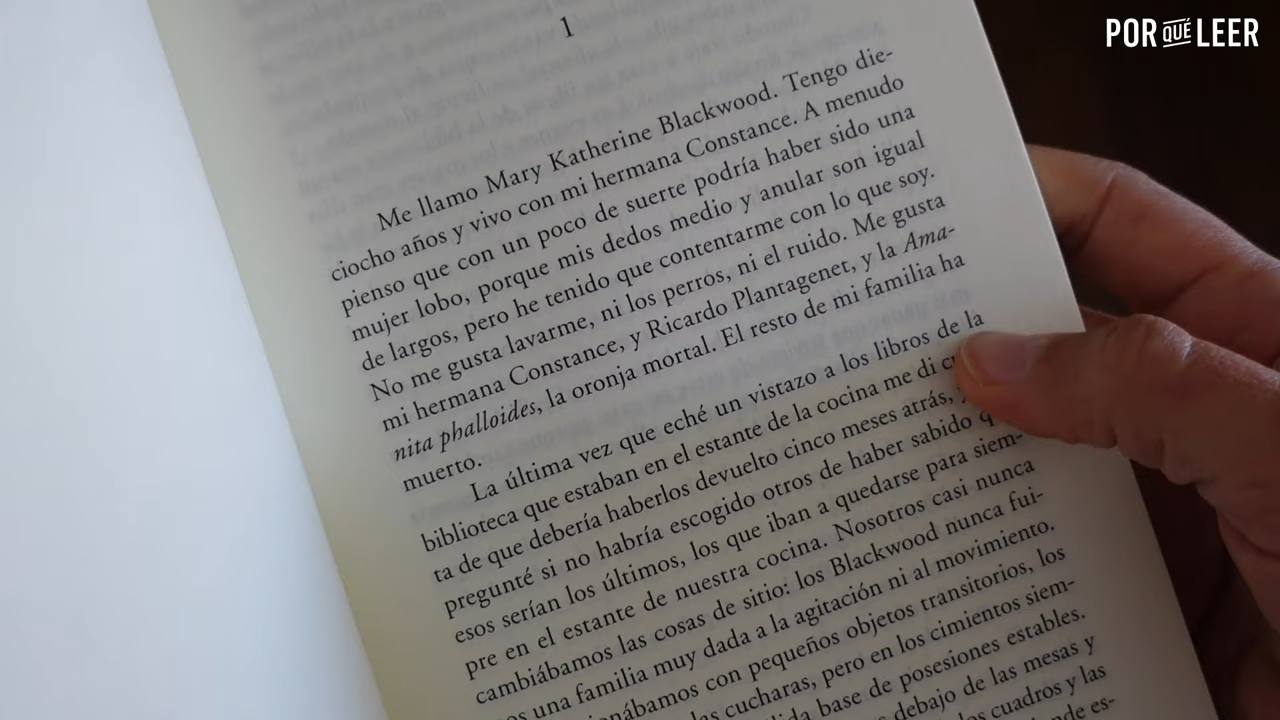 POR QUÉ LEER
1
Me llamo Mary Katherine Blackwood. Tengo die-
ciocho años y vivo con mi hermana Constance. A menudo
pienso que con un poco de suerte podría haber sido una
mujer lobo, porque mis dedos medio y anular son igual
de largos, pero he tenido que contentarme con lo que soy.
No me gusta lavarme, ni los perros, ni el ruido. Me gusta
mi hermana Constance, y Ricardo Plantagenet, y la Ama-
nita phalloides, la oronja mortal. El resto de mi familia ha
muerto.
La última vez que eché un vistazo a los libros de la
biblioteca que estaban en el estante de la cocina me di
ta de que debería haberlos devuelto cinco meses atrás,
pregunté si no habría escogido otros de haber sabido
esos serían los últimos, los que iban a quedarse para siem-
pre en el estante de nuestra cocina. Nosotros casi nunca
cambiábamos las cosas de sitio: los Blackwood nunca fui-
os una familia muy dada a la agitación ni al movimiento.
onábamos con pequeños objetos transitorios, los
las cucharas, pero en los cimientos siem-
lida base de posesiones estables.
debajo de las mesas y
los cuadros y las
es-